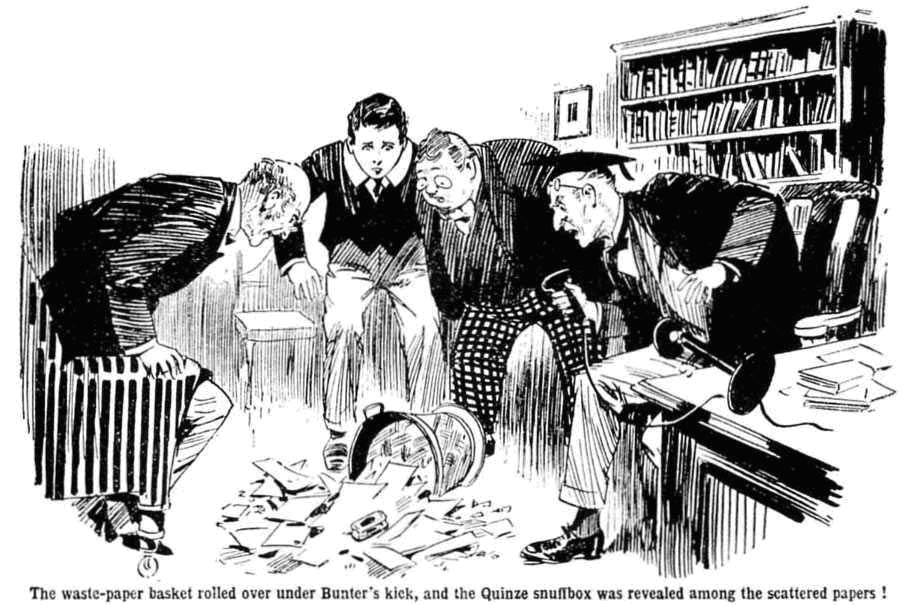 The waste-paper basket rolled over under Bunter's kick, and the Quinze snuffbox was revealed among the scattered papers !